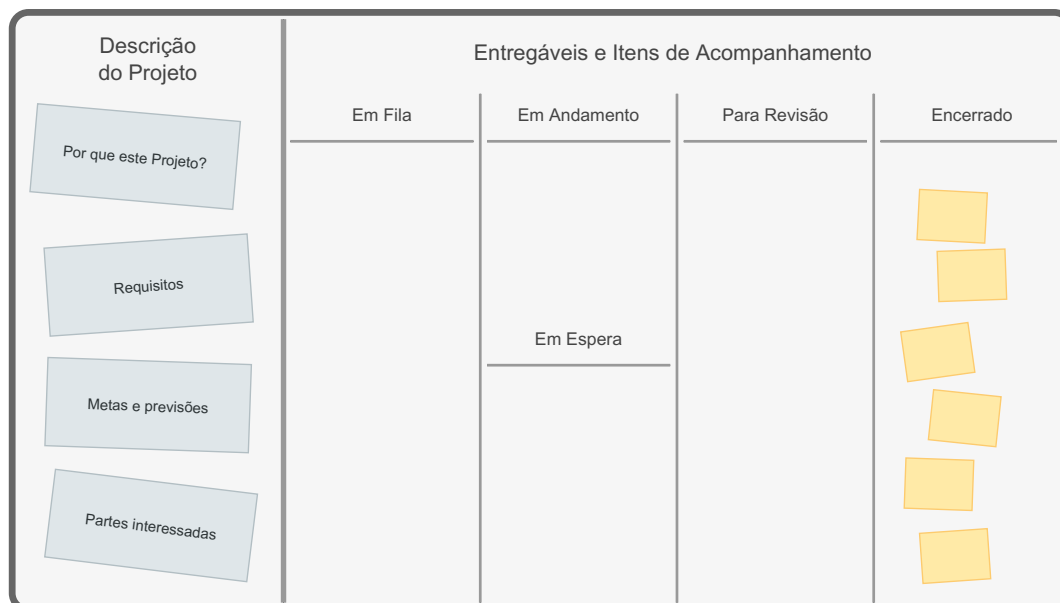 Descrição
do Projeto
Por que este Projeto?
Requisitos
Metas e previsões
Partes interessadas
Entregáveis e Itens de Acompanhamento
Em Fila
Em Andamento
Para Revisão
Encerrado
Em Espera